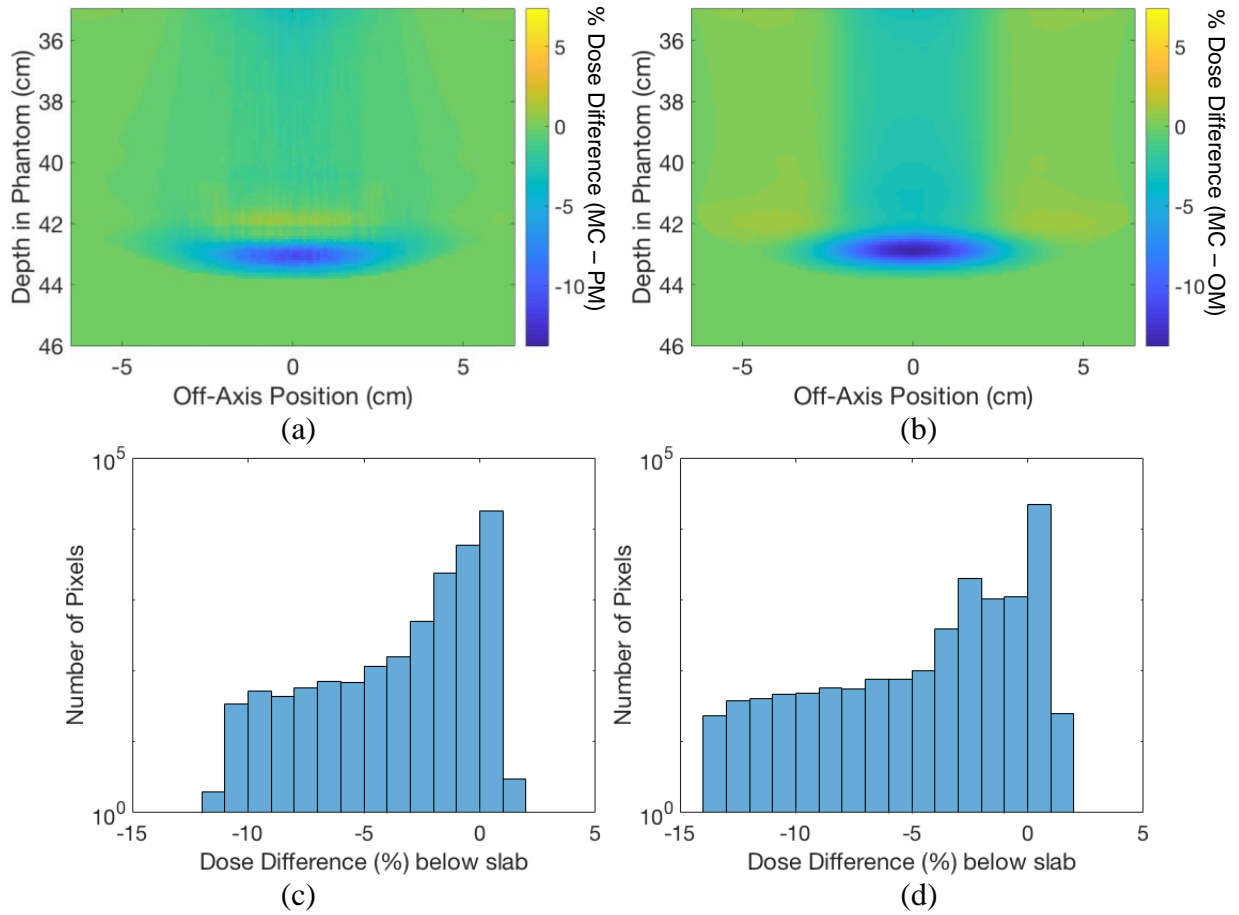 36
38
40
42
44
46
Depth in Phantom (cm)
-5
0
5
Off-Axis Position (cm)
5
0
-5
-10
% Dose Difference (MC – PM)
(a)
36
38
40
42
44
46
Depth in Phantom (cm)
-5
0
5
Off-Axis Position (cm)
5
0
-5
-10
% Dose Difference (MC – OM)
(b)
10^5
10^0
Number of Pixels
-15
-10
-5
0
5
Dose Difference (%) below slab
(c)
10^5
10^0
Number of Pixels
-15
-10
-5
0
5
Dose Difference (%) below slab
(d)